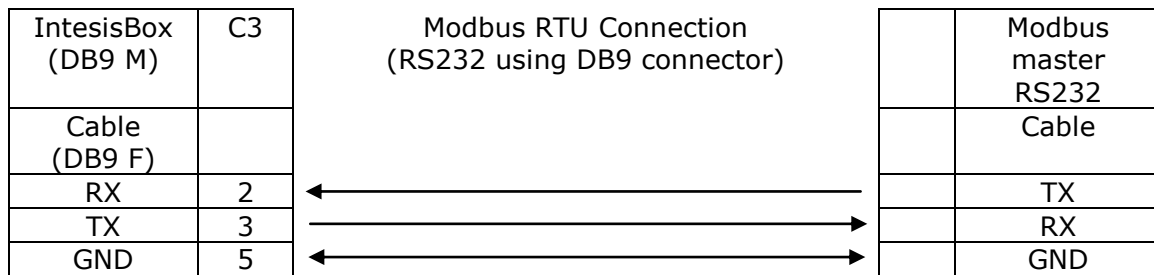 IntesisBox
(DB9 M)
C3
Modbus RTU Connection
(RS232 using DB9 connector)
Modbus
master
RS232
Cable
(DB9 F)
Cable
RX 2 TX
TX 3 RX
GND 5 GND